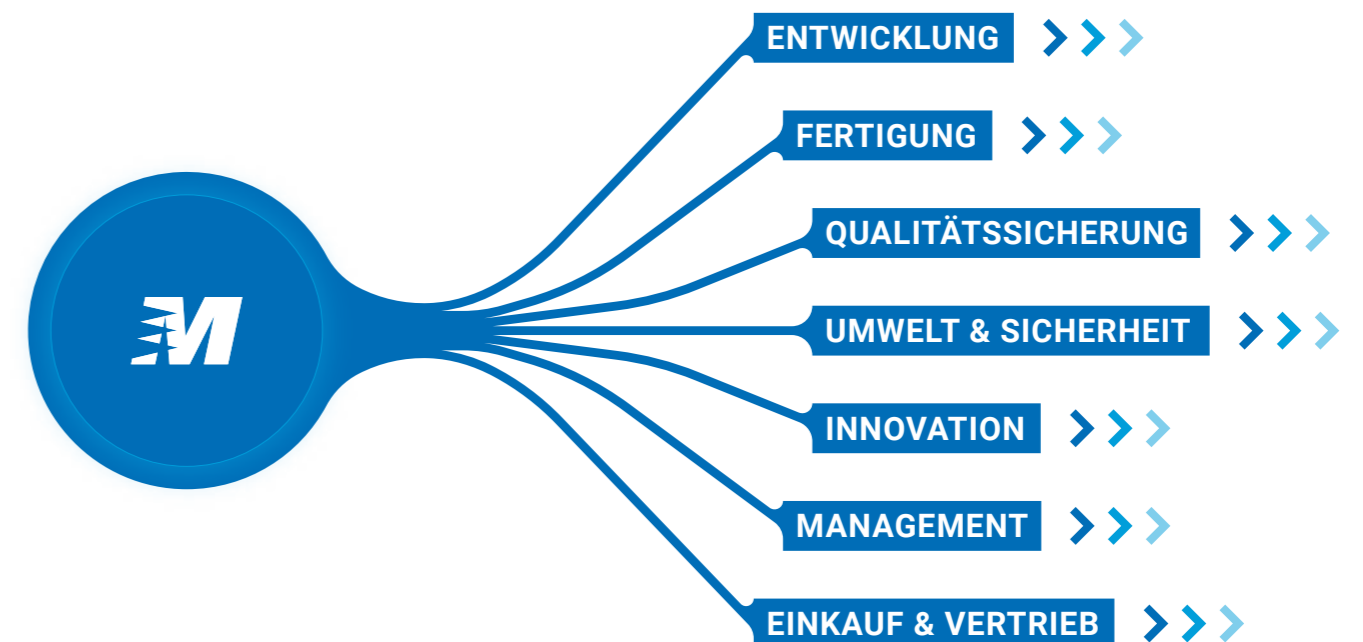 M
ENTWICKLUNG
FERTIGUNG
QUALITÄTSSICHERUNG
UMWELT & SICHERHEIT
INNOVATION
MANAGEMENT
EINKAUF & VERTRIEB